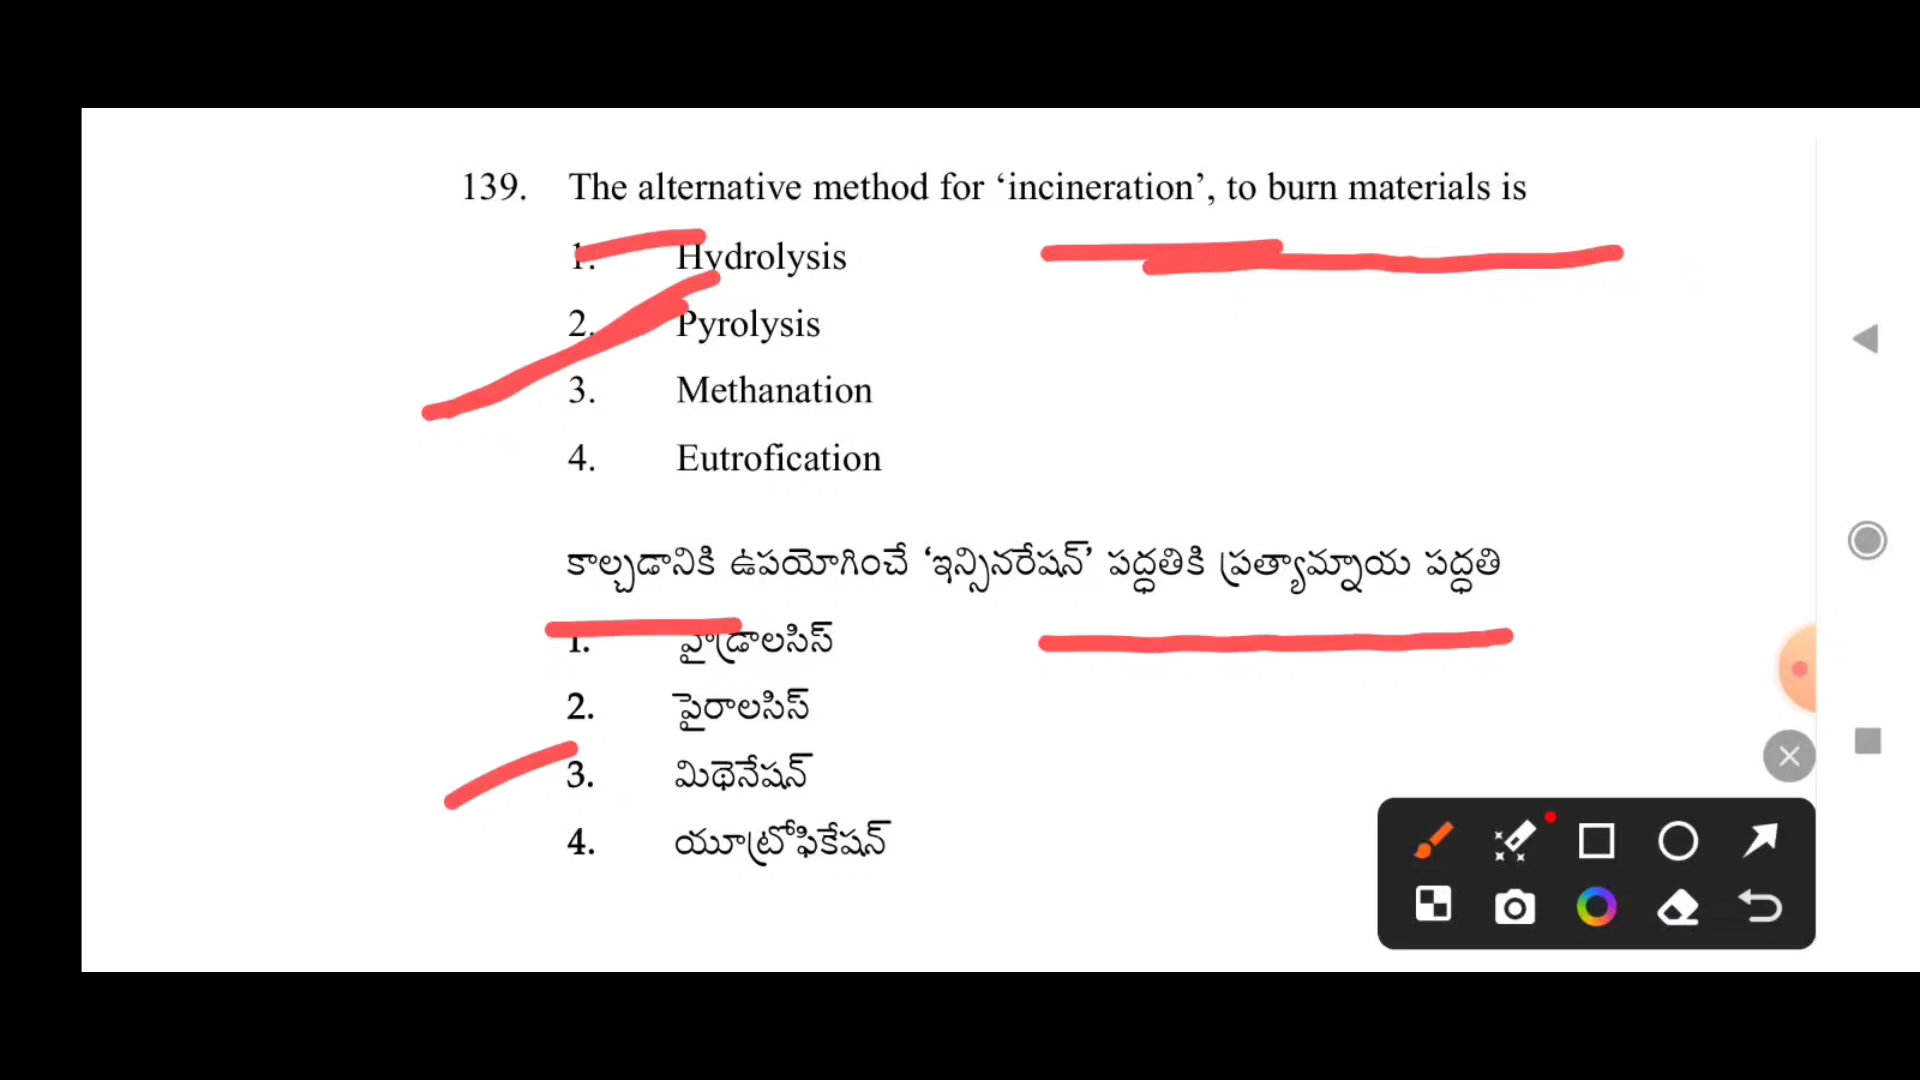 139. The alternative method for ‘incineration’, to burn materials is
1. Hydrolysis
2. Pyrolysis
3. Methanation
4. Eutrofication
కాల్చడానికి ఉపయోగించే ‘ఇన్సినరేషన్’ పద్ధతికి ప్రత్యామ్నాయ పద్ధతి
1. హైడ్రాలసిస్
2. పైరాలసిస్
3. మిథెనేషన్
4. యూట్రోఫికేషన్